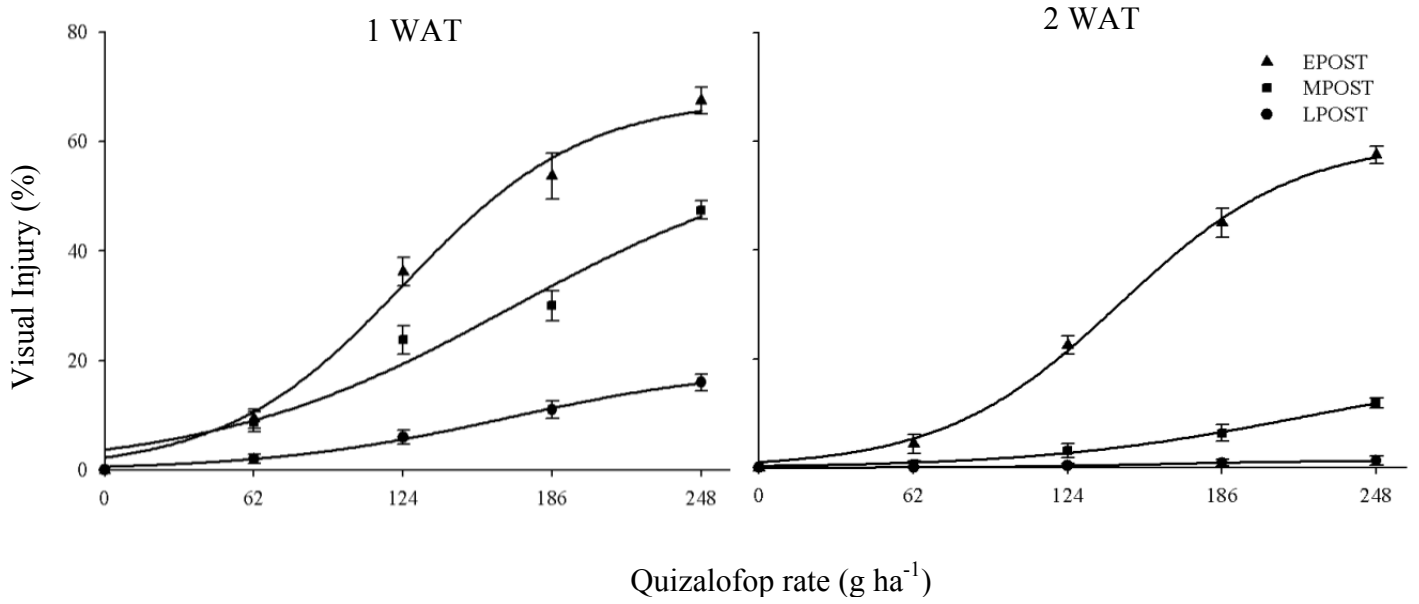 1 WAT
2 WAT
80
60
40
20
0
EPOST
MPOST
LPOST
Visual Injury (%)
0 62 124 186 248
0 62 124 186 248
Quizalofop rate (g ha⁻¹)